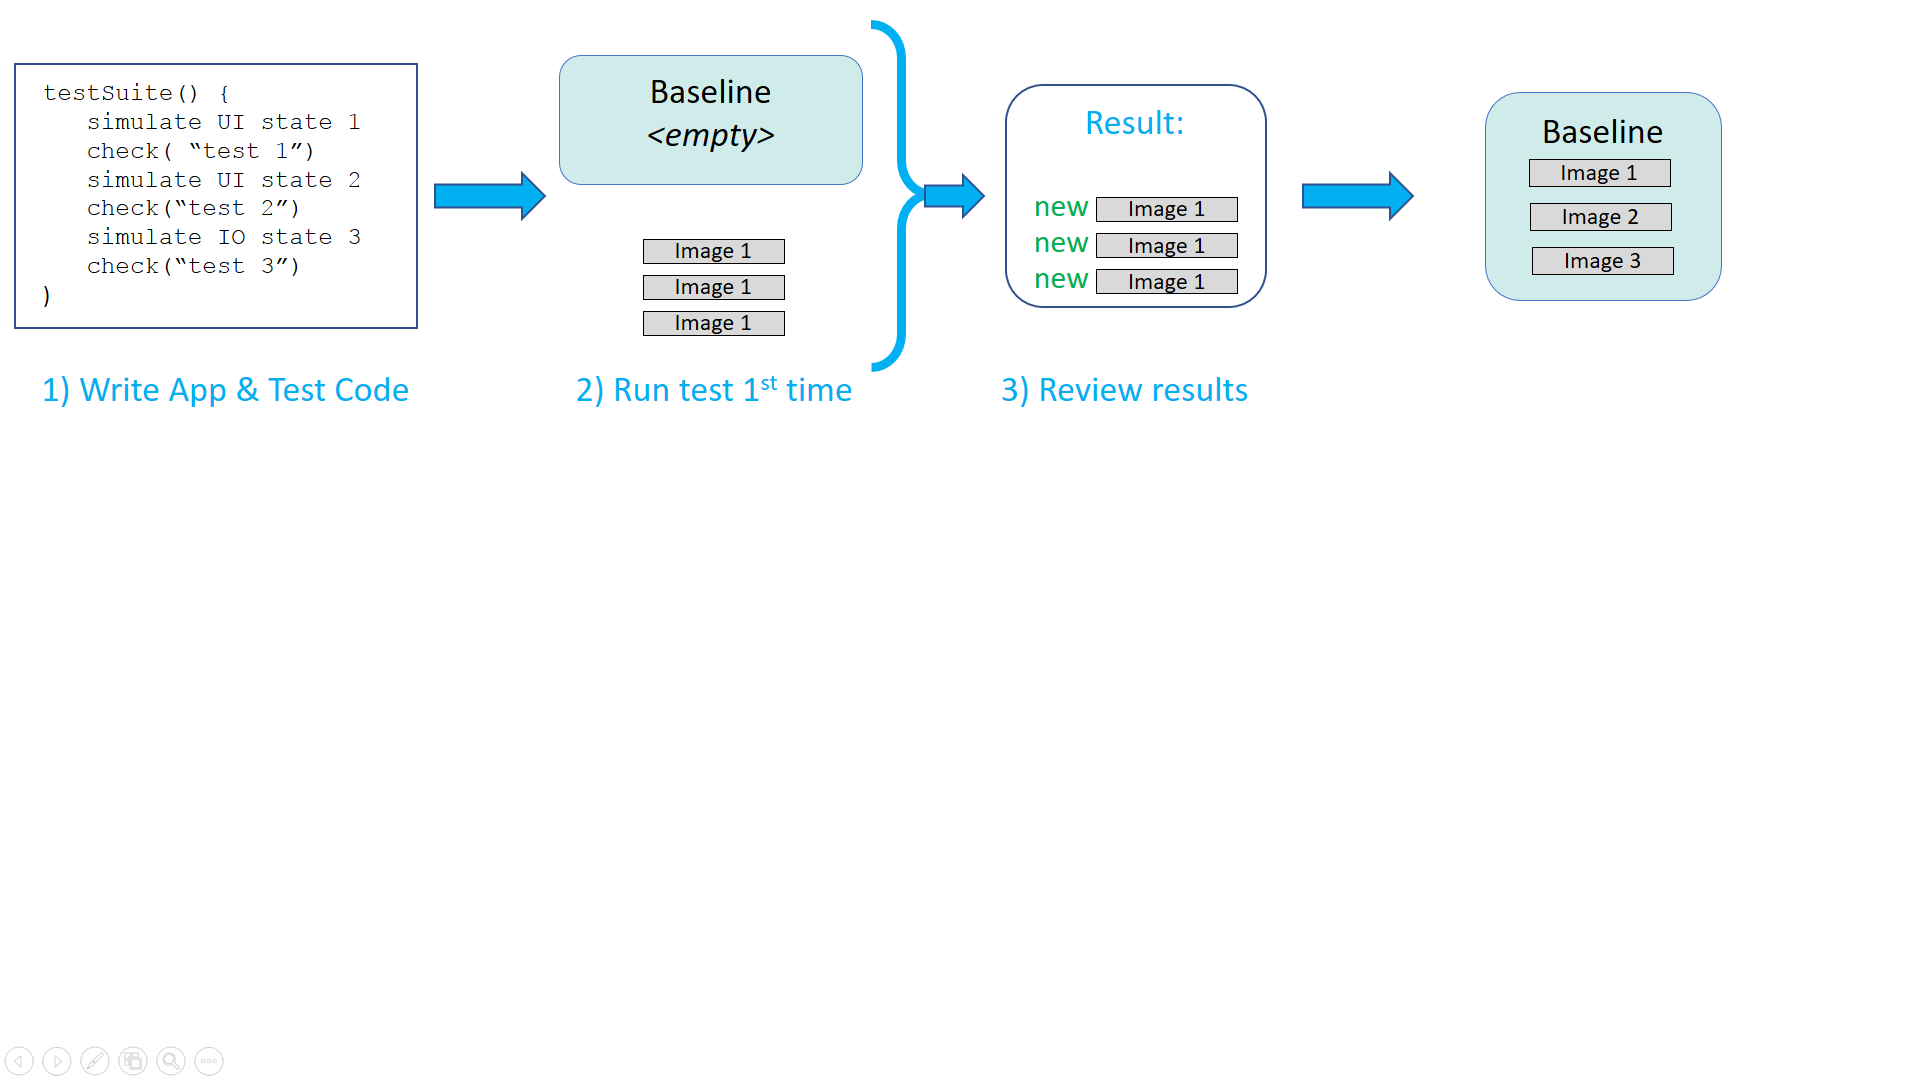 testSuite() {
simulate UI state 1
check( “test 1”)
simulate UI state 2
check(“test 2”)
simulate IO state 3
check(“test 3”)
)
1) Write App & Test Code
Baseline
<empty>
Image 1
Image 1
Image 1
2) Run test 1st time
Result:
new Image 1
new Image 1
new Image 1
3) Review results
Baseline
Image 1
Image 2
Image 3